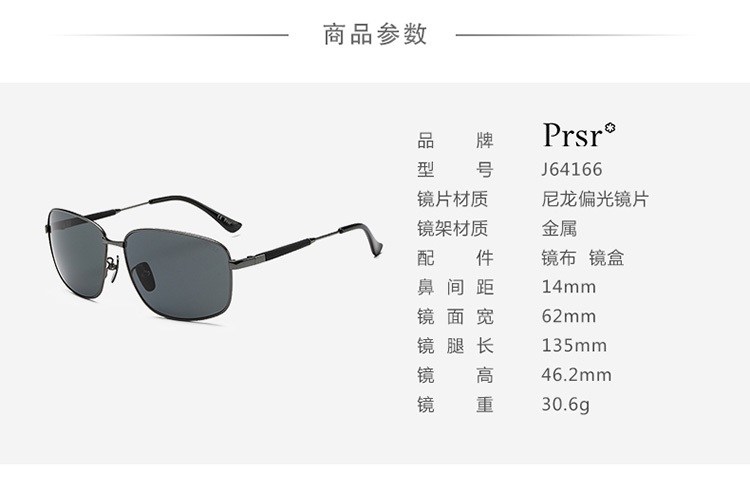 商品参数
品牌 Prsr*
型号 J64166
镜片材质 尼龙偏光镜片
镜架材质 金属
配件 镜布 镜盒
鼻间距 14mm
镜面宽 62mm
镜腿长 135mm
镜高 46.2mm
镜重 30.6g